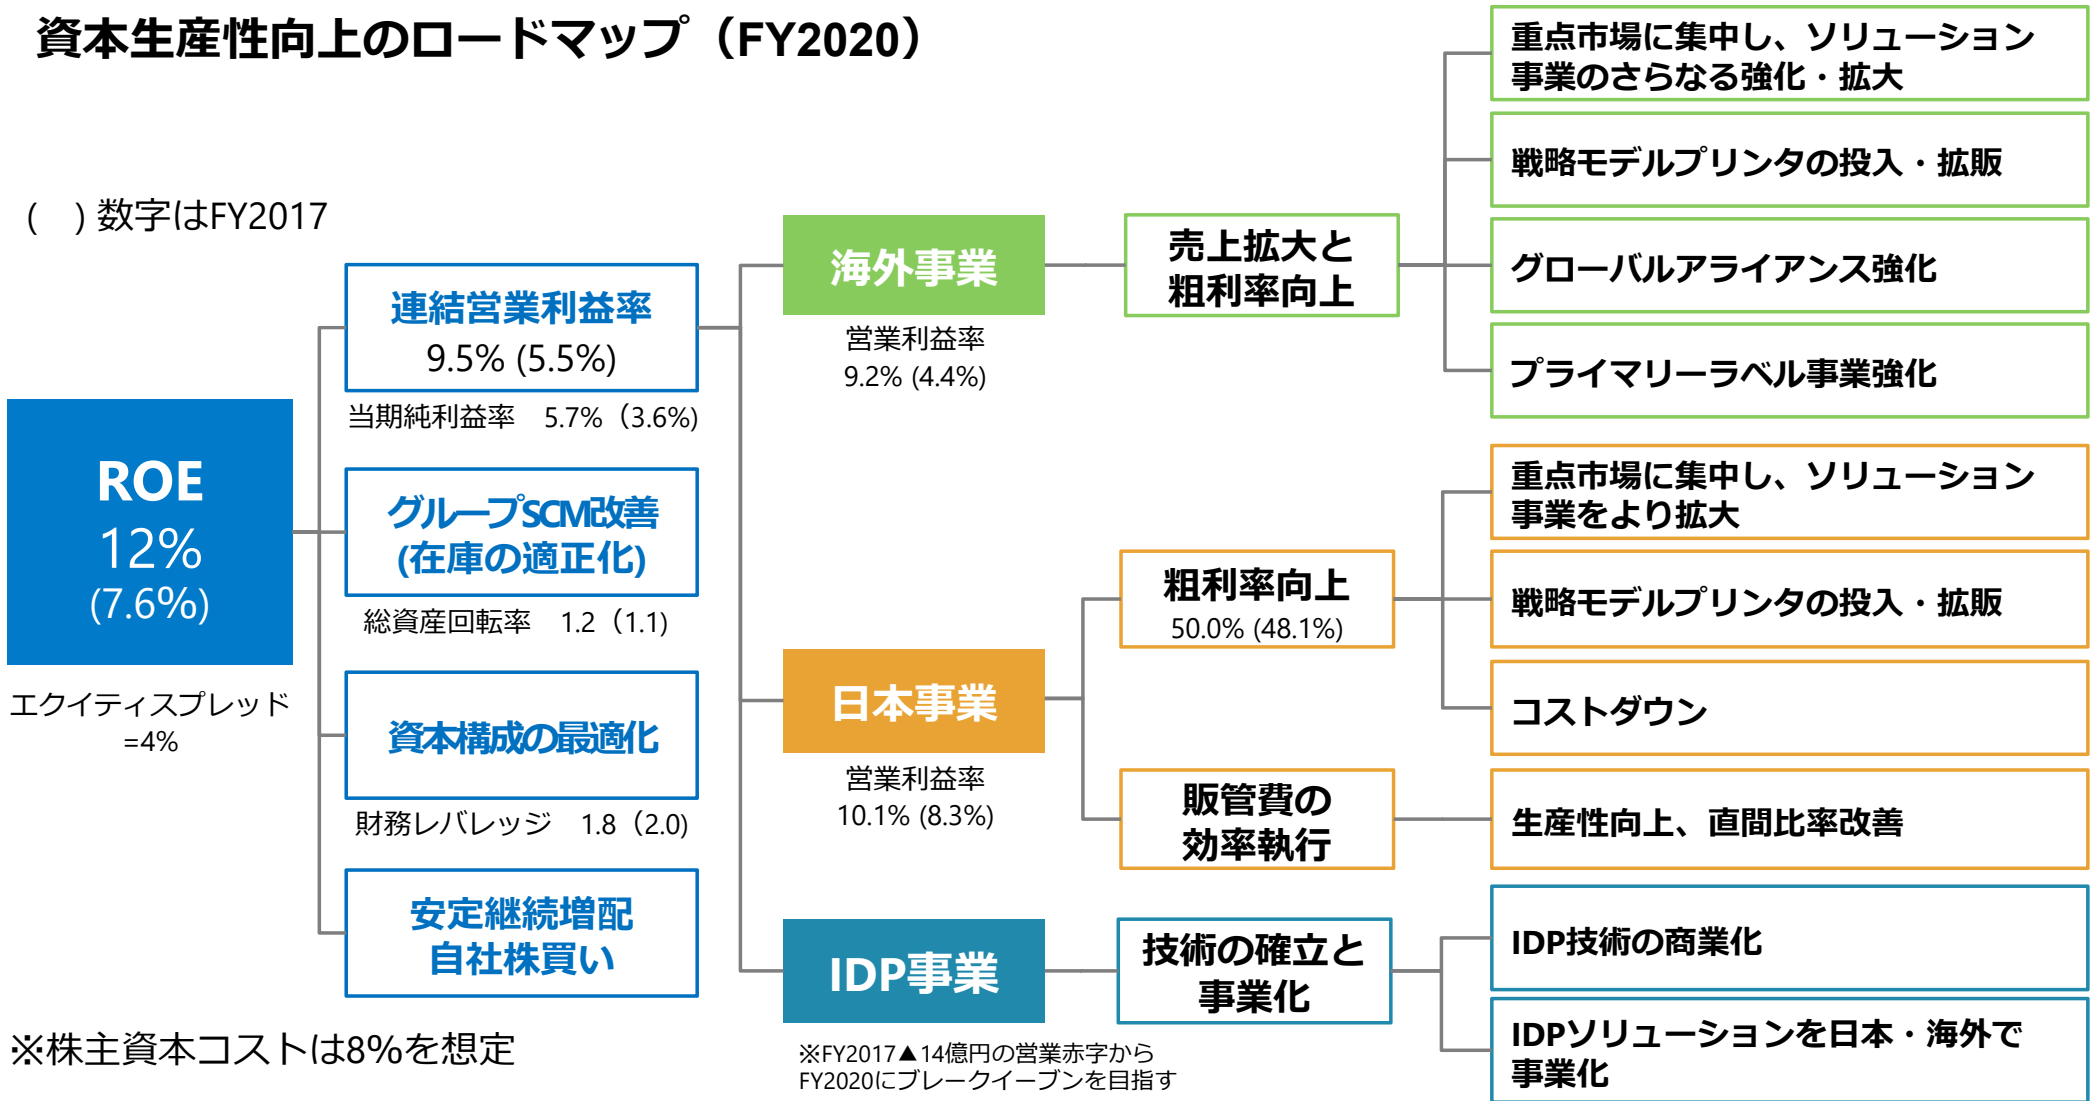 資本生産性向上のロードマップ（FY2020）
(　) 数字はFY2017
ROE
12%
(7.6%)
エクイティスプレッド
=4%
※株主資本コストは8%を想定
連結営業利益率
9.5% (5.5%)
当期純利益率　5.7%（3.6%)
グループSCM改善
(在庫の適正化)
総資産回転率　1.2（1.1)
資本構成の最適化
財務レバレッジ　1.8（2.0)
安定継続増配
自社株買い
海外事業
営業利益率
9.2% (4.4%)
売上拡大と
粗利率向上
重点市場に集中し、ソリューション
事業のさらなる強化・拡大
戦略モデルプリンタの投入・拡販
グローバルアライアンス強化
プライマリーラベル事業強化
日本事業
営業利益率
10.1% (8.3%)
粗利率向上
50.0% (48.1%)
重点市場に集中し、ソリューション
事業をより拡大
戦略モデルプリンタの投入・拡販
コストダウン
販管費の
効率執行
生産性向上、直間比率改善
IDP事業
※FY2017▲14億円の営業赤字から
FY2020にブレークイーブンを目指す
技術の確立と
事業化
IDP技術の商業化
IDPソリューションを日本・海外で
事業化